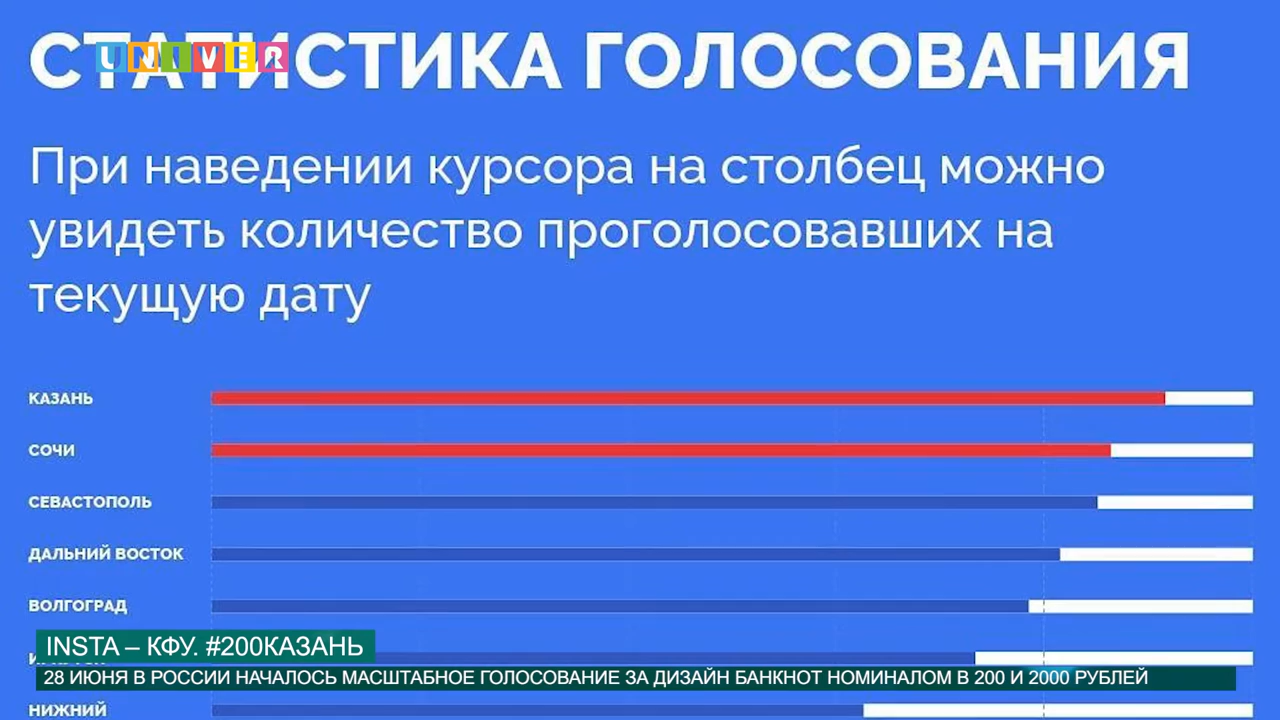 UNIVER
СТАТИСТИКА ГОЛОСОВАНИЯ
При наведении курсора на столбец можно
увидеть количество проголосовавших на
текущую дату
КАЗАНЬ
СОЧИ
СЕВАСТОПОЛЬ
ДАЛЬНИЙ ВОСТОК
ВОЛГОГРАД
INSTA – КФУ. #200КАЗАНЬ
28 ИЮНЯ В РОССИИ НАЧАЛОСЬ МАСШТАБНОЕ ГОЛОСОВАНИЕ ЗА ДИЗАЙН БАНКНОТ НОМИНАЛОМ В 200 И 2000 РУБЛЕЙ
НИЖНИЙ